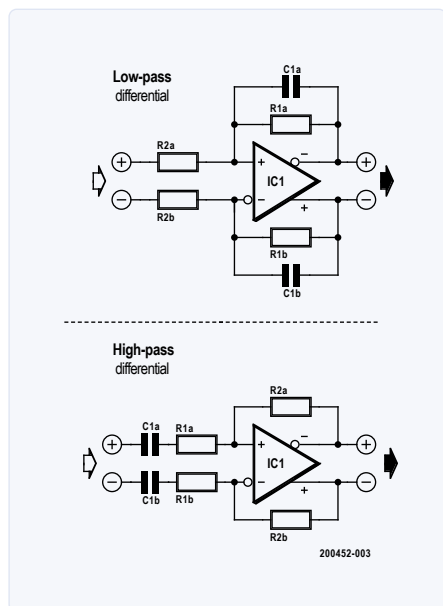 Low-pass
differential
C1a
R1a
R2a
+
−
+
+
−
IC1
−
+
−
R2b
R1b
C1b
High-pass
differential
R2a
C1a
R1a
+
−
+
+
−
IC1
−
+
−
C1b
R1b
R2b
200452-003